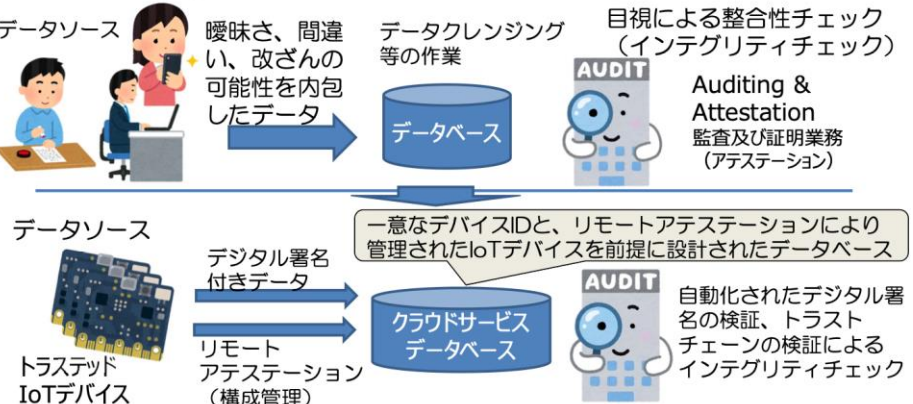 データソース
曖昧さ、間違
い、改ざんの
可能性を内包
したデータ
データクレンジング
等の作業
データベース
目視による整合性チェック
（インテグリティチェック）
AUDIT
Auditing &
Attestation
監査及び証明業務
（アテステーション）
一意なデバイスIDと、リモートアテステーションにより
管理されたIoTデバイスを前提に設計されたデータベース
データソース
デジタル署名
付きデータ
リモート
アテステーション
（構成管理）
トラステッド
IoTデバイス
クラウドサービス
データベース
AUDIT
自動化されたデジタル署
名の検証、トラスト
チェーンの検証による
インテグリティチェック